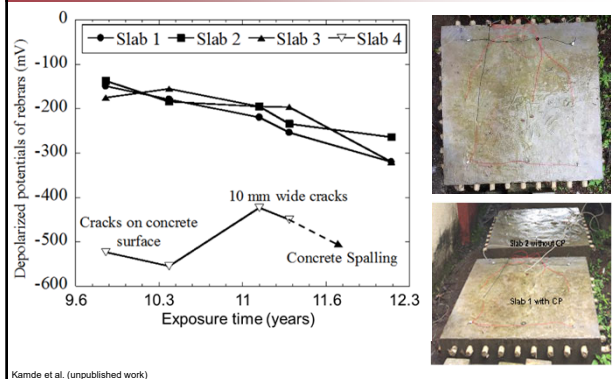 Slab 1 Slab 2 Slab 3 Slab 4
Depolarized potentials of rebrars (mV)
0
-100
-200
-300
-400
-500
-600
10 mm wide cracks
Cracks on concrete
surface
Concrete Spalling
9.6 10.3 11 11.6 12.3
Exposure time (years)
Slab 2 without CP
Slab 1 with CP
Kamde et al. (unpublished work)